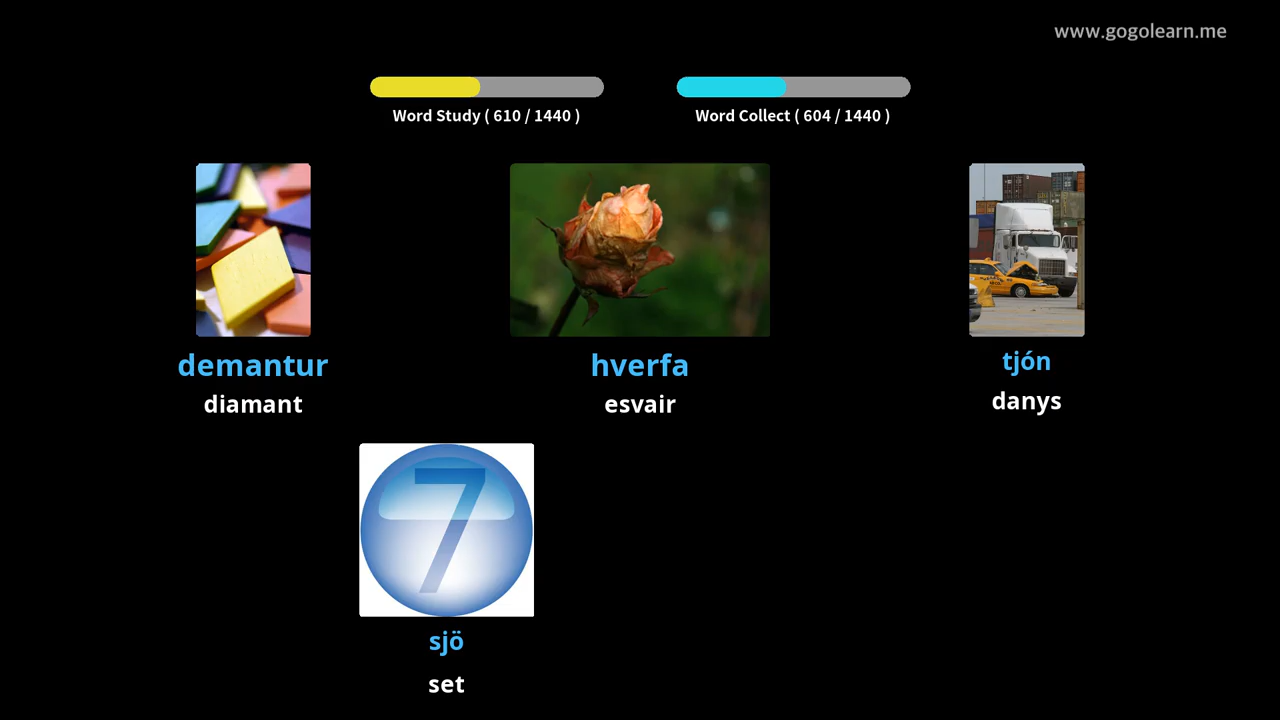 www.gogolearn.me
Word Study ( 610 / 1440 )
Word Collect ( 604 / 1440 )
demantur
diamant
hverfa
esvair
tjón
danys
7
sjö
set